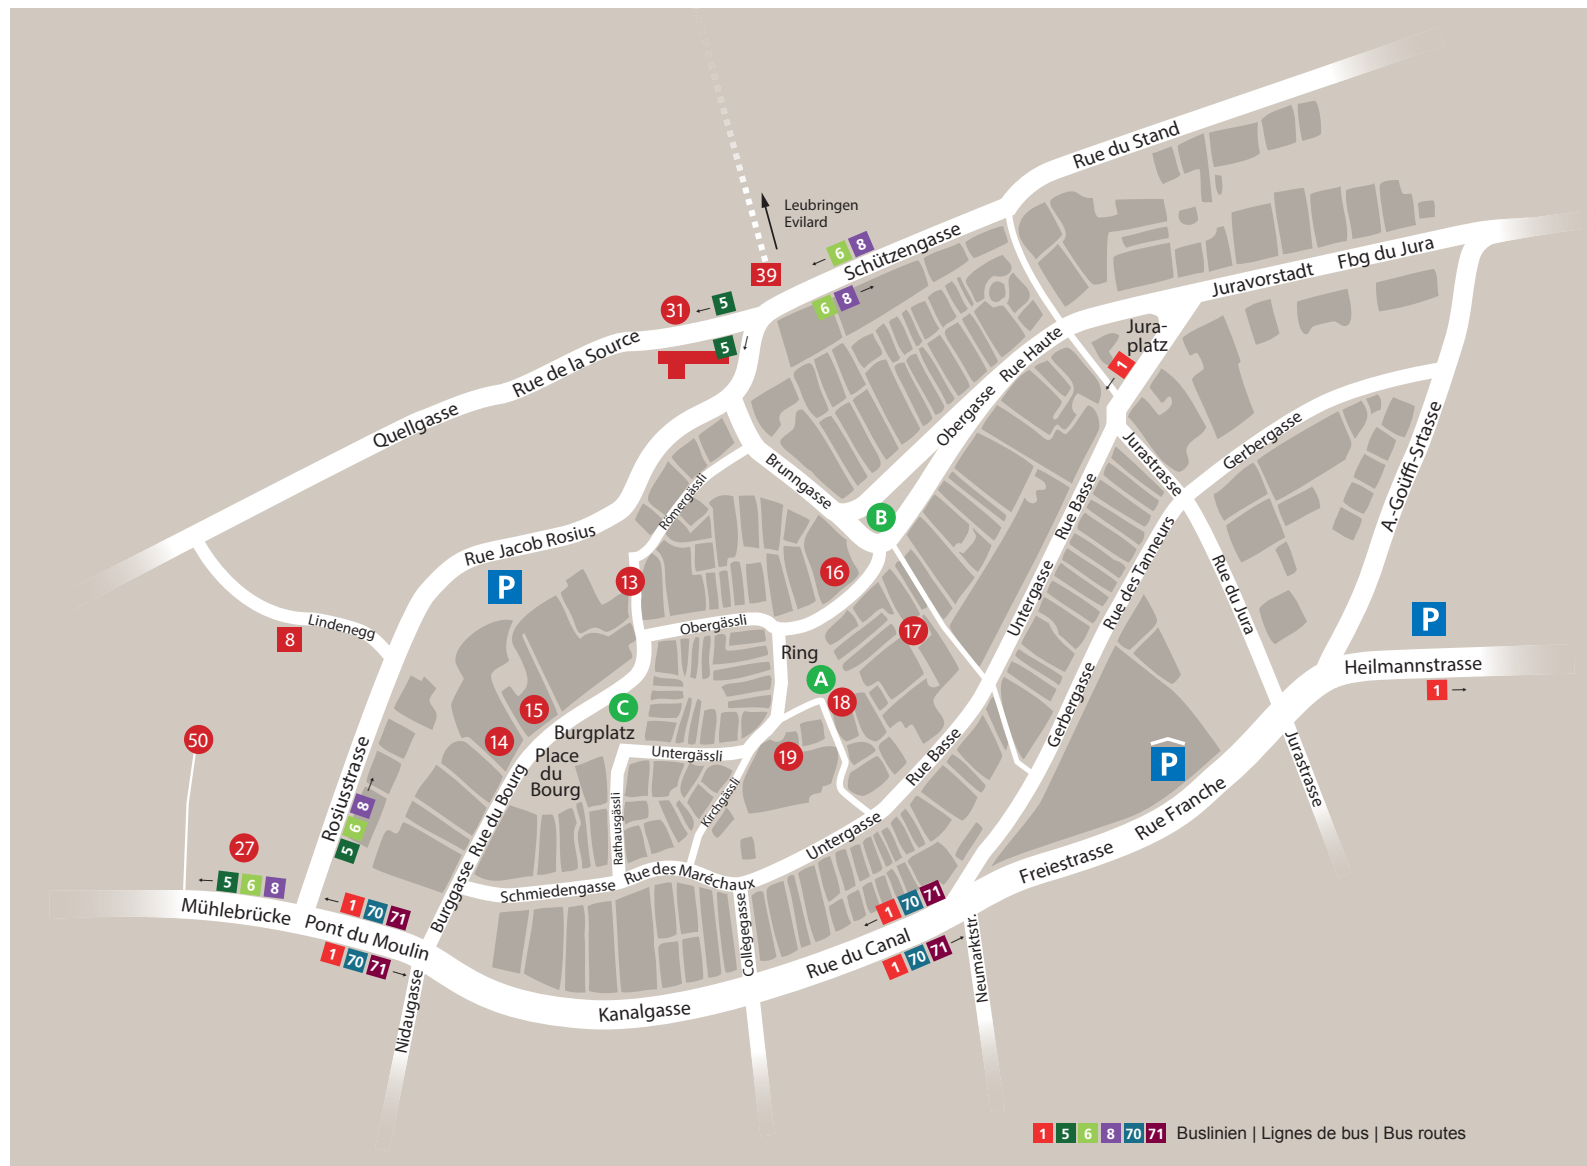 Rue du Stand
Leubringen
Evilard
6 8
Schützengasse
6 8
39
31
5
5
Fbg du Jura
Juravorstadt
Jura-
platz
1
Rue de la Source
Quellgasse
Rue Haute
Obergasse
Gerbergasse
Jurastrasse
A.-Goüffi-Srtasse
Brunngasse
Römergässli
B
Rue Basse
Rue Jacob Rosius
P
13
16
Untergasse
Rue des Tanneurs
Rue du Jura
Lindenegg
8
Obergässli
17
P
Heilmannstrasse
1
Ring
A
18
C
15
14
Burgplatz
Place
du
Bourg
Untergässli
19
Gerbergasse
Rue Basse
P
Jurastrasse
50
Rosiusstrasse
5 6 8
27
5 6 8
Rue du Bourg
Rathausgässli
Kirchgässli
Untergasse
Rue Franche
Freiestrasse
Schmiedengasse
Rue des Maréchaux
Burggasse
Mühlebrücke
Pont du Moulin
1 70 71
1 70 71
Nidaugasse
Collègegasse
Kanalgasse
Rue du Canal
1 70 71
1 70 71
Neumarktstr.
1 5 6 8 70 71 Buslinien | Lignes de bus | Bus routes